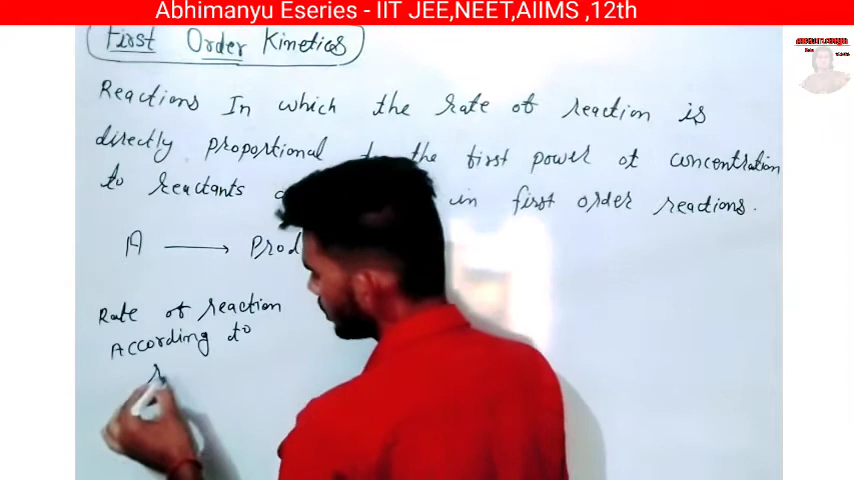 Abhimanyu Eseries - IIT JEE,NEET,AIIMS ,12th
First Order Kinetics
Reactions In which the rate of reaction is
directly proportional the first power of concentration
to reactants in first order reactions.
A → Prod
Rate of reaction
According to